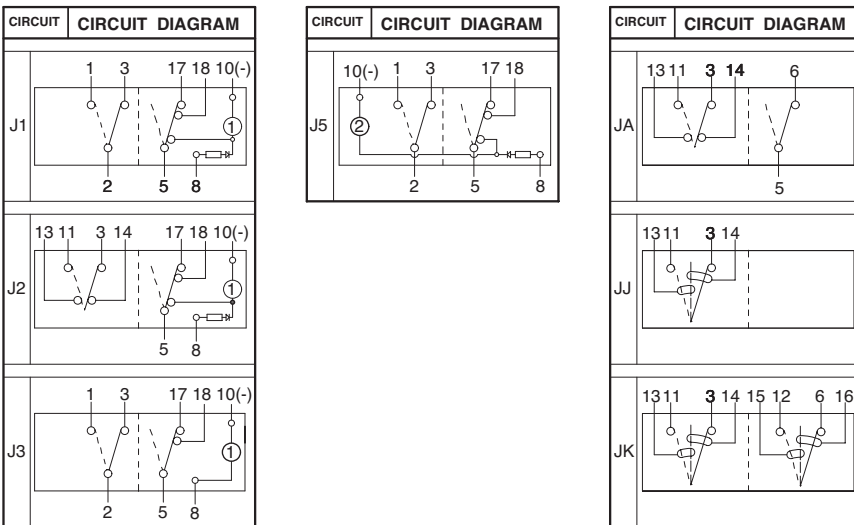 CIRCUIT CIRCUIT DIAGRAM
J1
1 3 17 18 10(-)
1
2 5 8
J2
13 11 3 14 17 18 10(-)
1
5 8
J3
1 3 17 18 10(-)
1
2 5 8
CIRCUIT CIRCUIT DIAGRAM
J5
10(-) 1 3 17 18
2
2 5 8
CIRCUIT CIRCUIT DIAGRAM
JA
13 11 3 14 6
5
JJ
13 11 3 14
JK
13 11 3 14 15 12 6 16